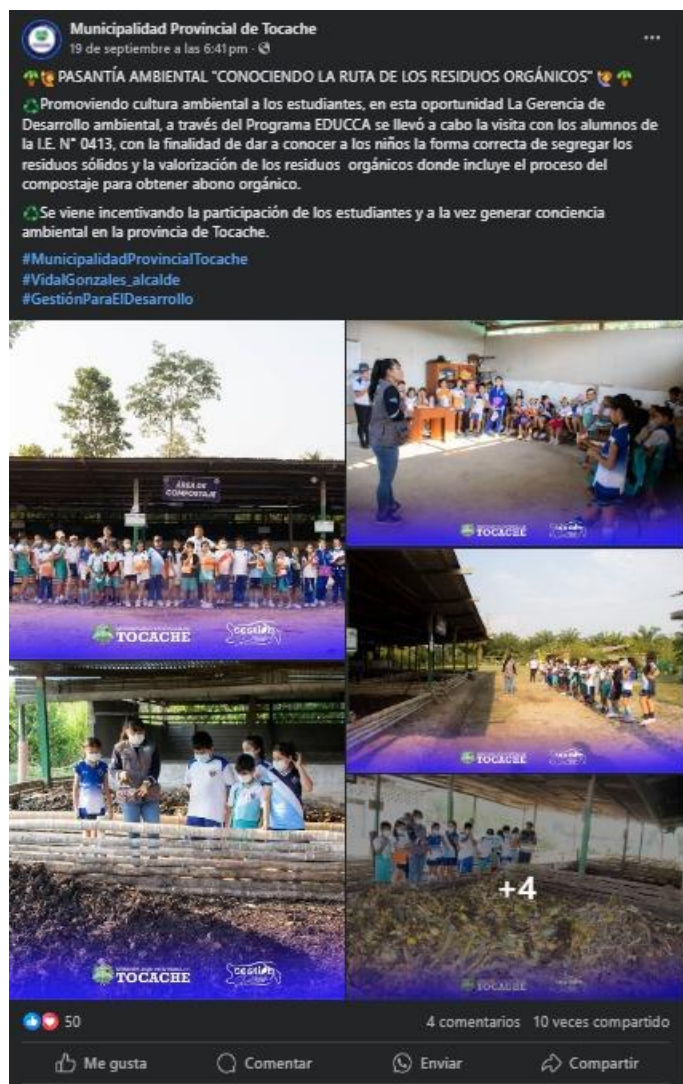 Municipalidad Provincial de Tocache
19 de septiembre a las 6:41 pm ·
PASANTÍA AMBIENTAL "CONOCIENDO LA RUTA DE LOS RESIDUOS ORGÁNICOS"
Promoviendo cultura ambiental a los estudiantes, en esta oportunidad La Gerencia de
Desarrollo ambiental, a través del Programa EDUCCA se llevó a cabo la visita con los alumnos de
la I.E. N° 0413, con la finalidad de dar a conocer a los niños la forma correcta de segregar los
residuos sólidos y la valorización de los residuos orgánicos donde incluye el proceso del
compostaje para obtener abono orgánico.
Se viene incentivando la participación de los estudiantes y a la vez generar conciencia
ambiental en la provincia de Tocache.
#MunicipalidadProvincialTocache
#VidalGonzales_alcalde
#GestiónParaElDesarrollo
ÁREA DE
COMPOSTAJE
TOCACHE
gestión
TOCACHE
TOCACHE
TOCACHE
gestión
+4
TOCACHE
50
4 comentarios 10 veces compartido
Me gusta Comentar Enviar Compartir